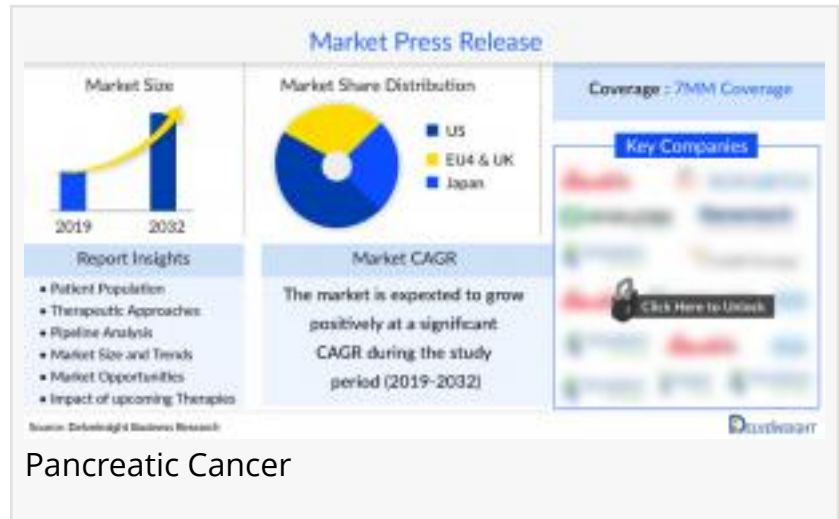 Market Press Release
Market Size
2019
2032
Market Share Distribution
US
EU4 & UK
Japan
Coverage : 7MM Coverage
Key Companies
Click Here to Unlock
Report Insights
• Patient Population
• Therapeutic Approaches
• Pipeline Analysis
• Market Size and Trends
• Market Opportunities
• Impact of upcoming Therapies
Market CAGR
The market is expexted to grow
positively at a significant
CAGR during the study
period (2019-2032)
Source: DelveInsight Business Research
DELVEINSIGHT
Pancreatic Cancer